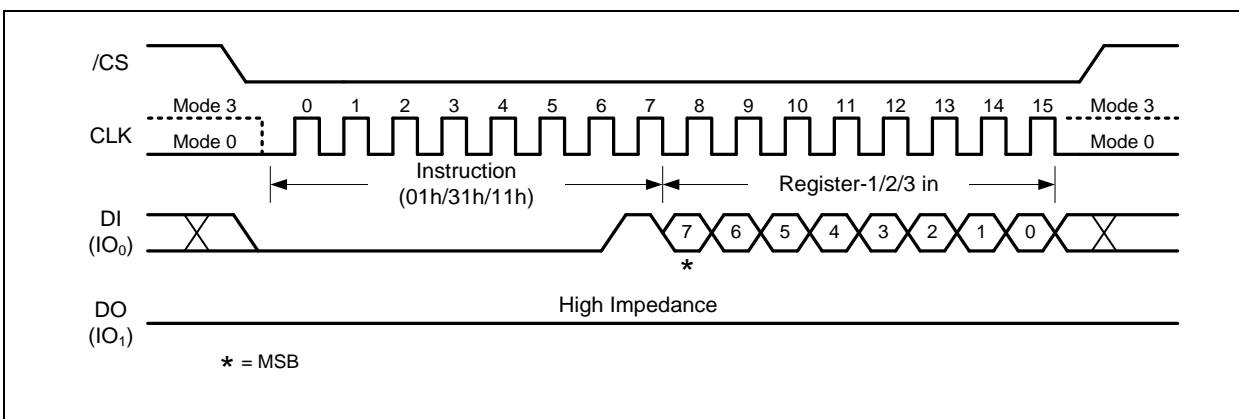 /CS
Mode 3 0 1 2 3 4 5 6 7 8 9 10 11 12 13 14 15 Mode 3
CLK
Mode 0 Mode 0
Instruction
(01h/31h/11h)
Register-1/2/3 in
DI
(IO₀)
7 6 5 4 3 2 1 0
*
High Impedance
DO
(IO₁)
* = MSB